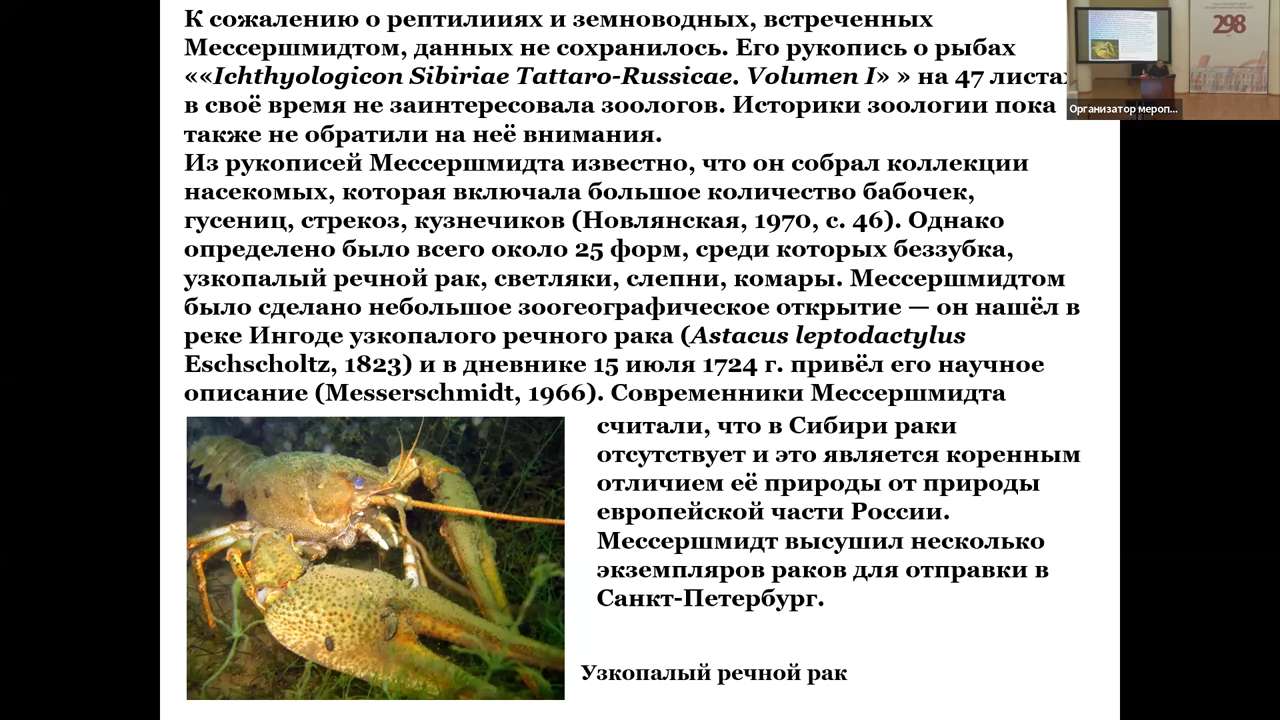 К сожалению о рептилиях и земноводных, встреченных
Мессершмидтом, данных не сохранилось. Его рукопись о рыбах
««Ichthyologicon Sibiriae Tattaro-Russicae. Volumen I» » на 47 листах
в своё время не заинтересовала зоологов. Историки зоологии пока
также не обратили на неё внимания.
Из рукописей Мессершмидта известно, что он собрал коллекции
насекомых, которая включала большое количество бабочек,
гусениц, стрекоз, кузнечиков (Новлянская, 1970, с. 46). Однако
определено было всего около 25 форм, среди которых беззубка,
узкопалый речной рак, светляки, слепни, комары. Мессершмидтом
было сделано небольшое зоогеографическое открытие — он нашёл в
реке Ингоде узкопалого речного рака (Astacus leptodactylus
Eschscholtz, 1823) и в дневнике 15 июля 1724 г. привёл его научное
описание (Messerschmidt, 1966). Современники Мессершмидта
считали, что в Сибири раки
отсутствует и это является коренным
отличием её природы от природы
европейской части России.
Мессершмидт высушил несколько
экземпляров раков для отправки в
Санкт-Петербург.
Узкопалый речной рак
298
Организатор мероп...